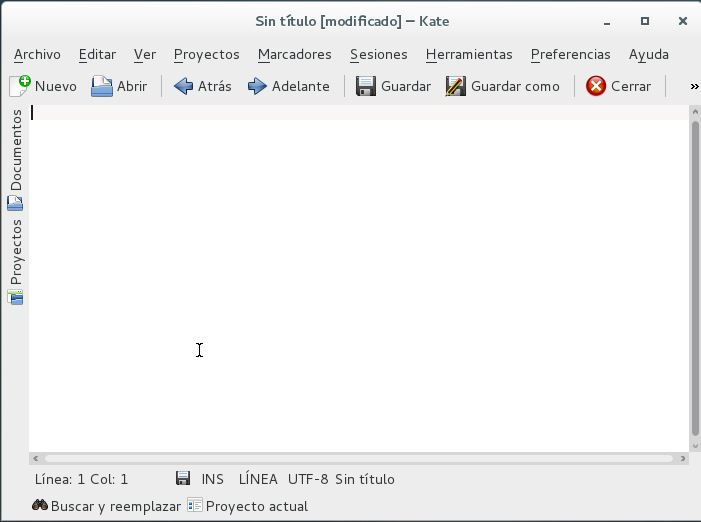 Sin título [modificado] – Kate
Archivo Editar Ver Proyectos Marcadores Sesiones Herramientas Preferencias Ayuda
Nuevo Abrir Atrás Adelante Guardar Guardar como Cerrar »
Documentos
Proyectos
Línea: 1 Col: 1 INS LÍNEA UTF-8 Sin título
Buscar y reemplazar Proyecto actual